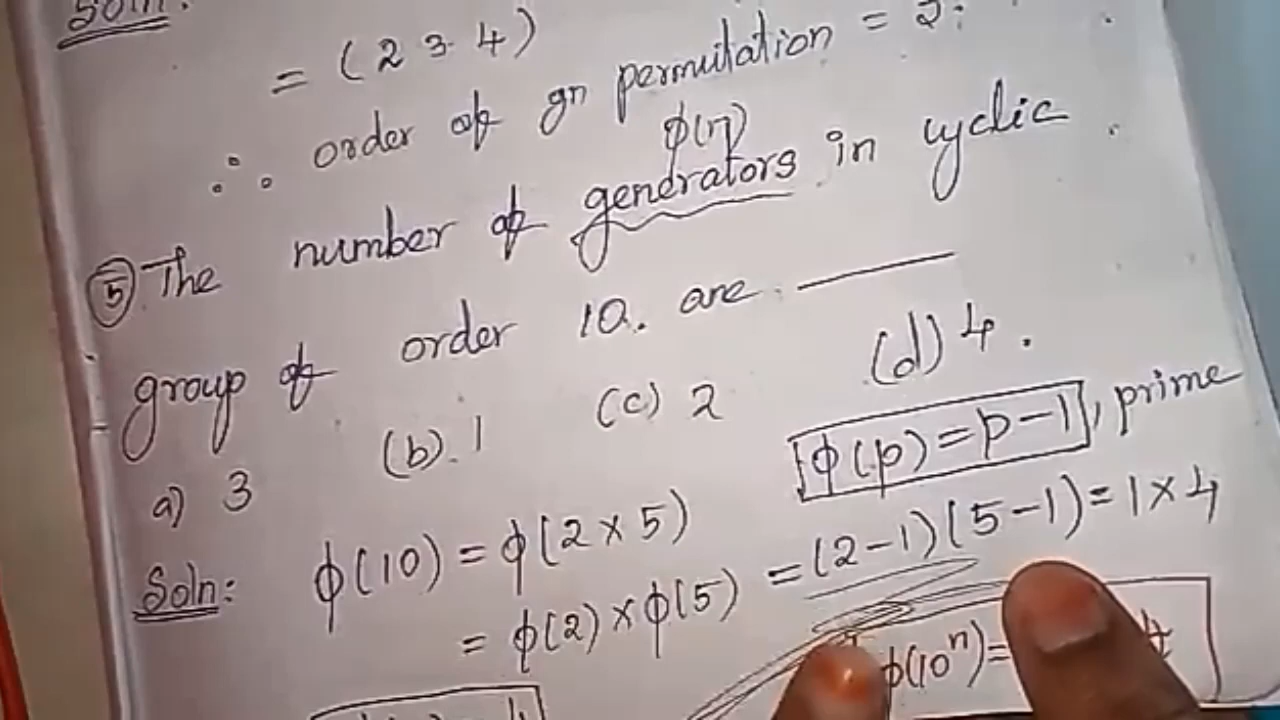 Soln:
= (2 3 4)
∴ order of gn permutation = 2.
φ(n)
⑤ The number of generators in cyclic
group of order 10. are ______
a) 3 (b). 1 (c) 2 (d) 4.
φ(p) = p-1, prime
Soln: φ(10) = φ(2×5)
= φ(2) × φ(5) = (2-1)(5-1) = 1×4
φ(10ⁿ) =